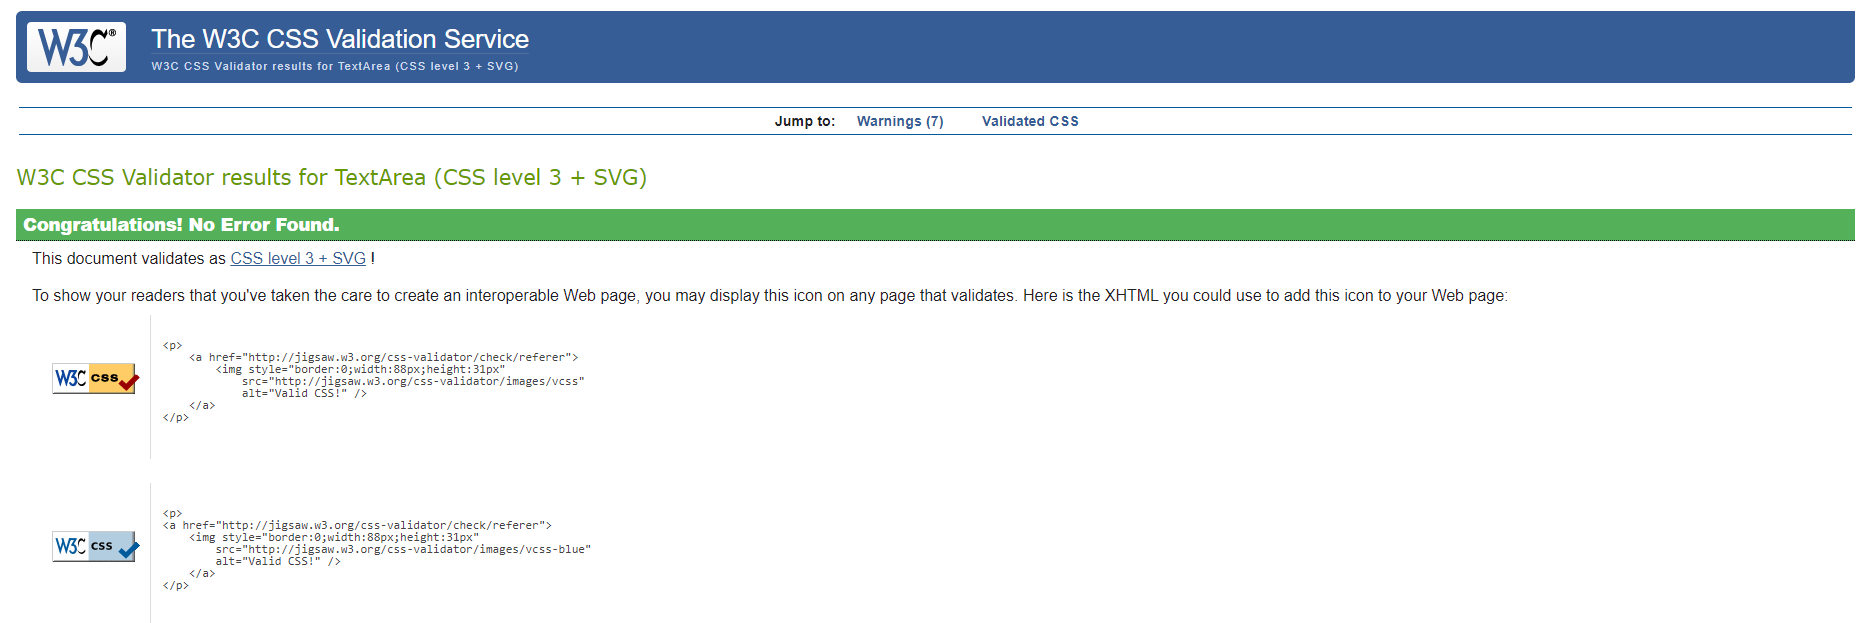 W3C®
The W3C CSS Validation Service
W3C CSS Validator results for TextArea (CSS level 3 + SVG)
Jump to: Warnings (7) Validated CSS
W3C CSS Validator results for TextArea (CSS level 3 + SVG)
Congratulations! No Error Found.
This document validates as CSS level 3 + SVG !
To show your readers that you've taken the care to create an interoperable Web page, you may display this icon on any page that validates. Here is the XHTML you could use to add this icon to your Web page:
W3C css
<p>
    <a href="http://jigsaw.w3.org/css-validator/check/referer">
        <img style="border:0;width:88px;height:31px"
            src="http://jigsaw.w3.org/css-validator/images/vcss"
            alt="Valid CSS!" />
    </a>
</p>
W3C css
<p>
<a href="http://jigsaw.w3.org/css-validator/check/referer">
    <img style="border:0;width:88px;height:31px"
        src="http://jigsaw.w3.org/css-validator/images/vcss-blue"
        alt="Valid CSS!" />
    </a>
</p>